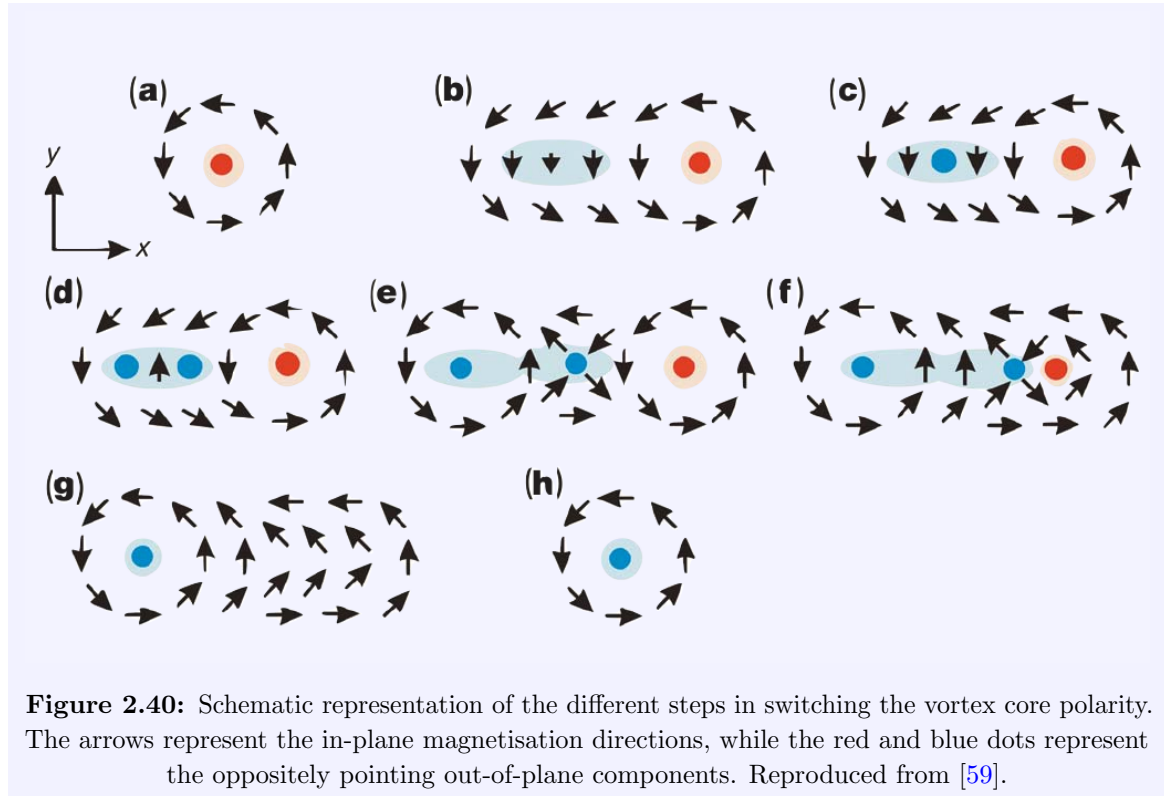 (a)
(b)
(c)
y
x
(d)
(e)
(f)
(g)
(h)
Figure 2.40: Schematic representation of the different steps in switching the vortex core polarity.
The arrows represent the in-plane magnetisation directions, while the red and blue dots represent
the oppositely pointing out-of-plane components. Reproduced from [59].